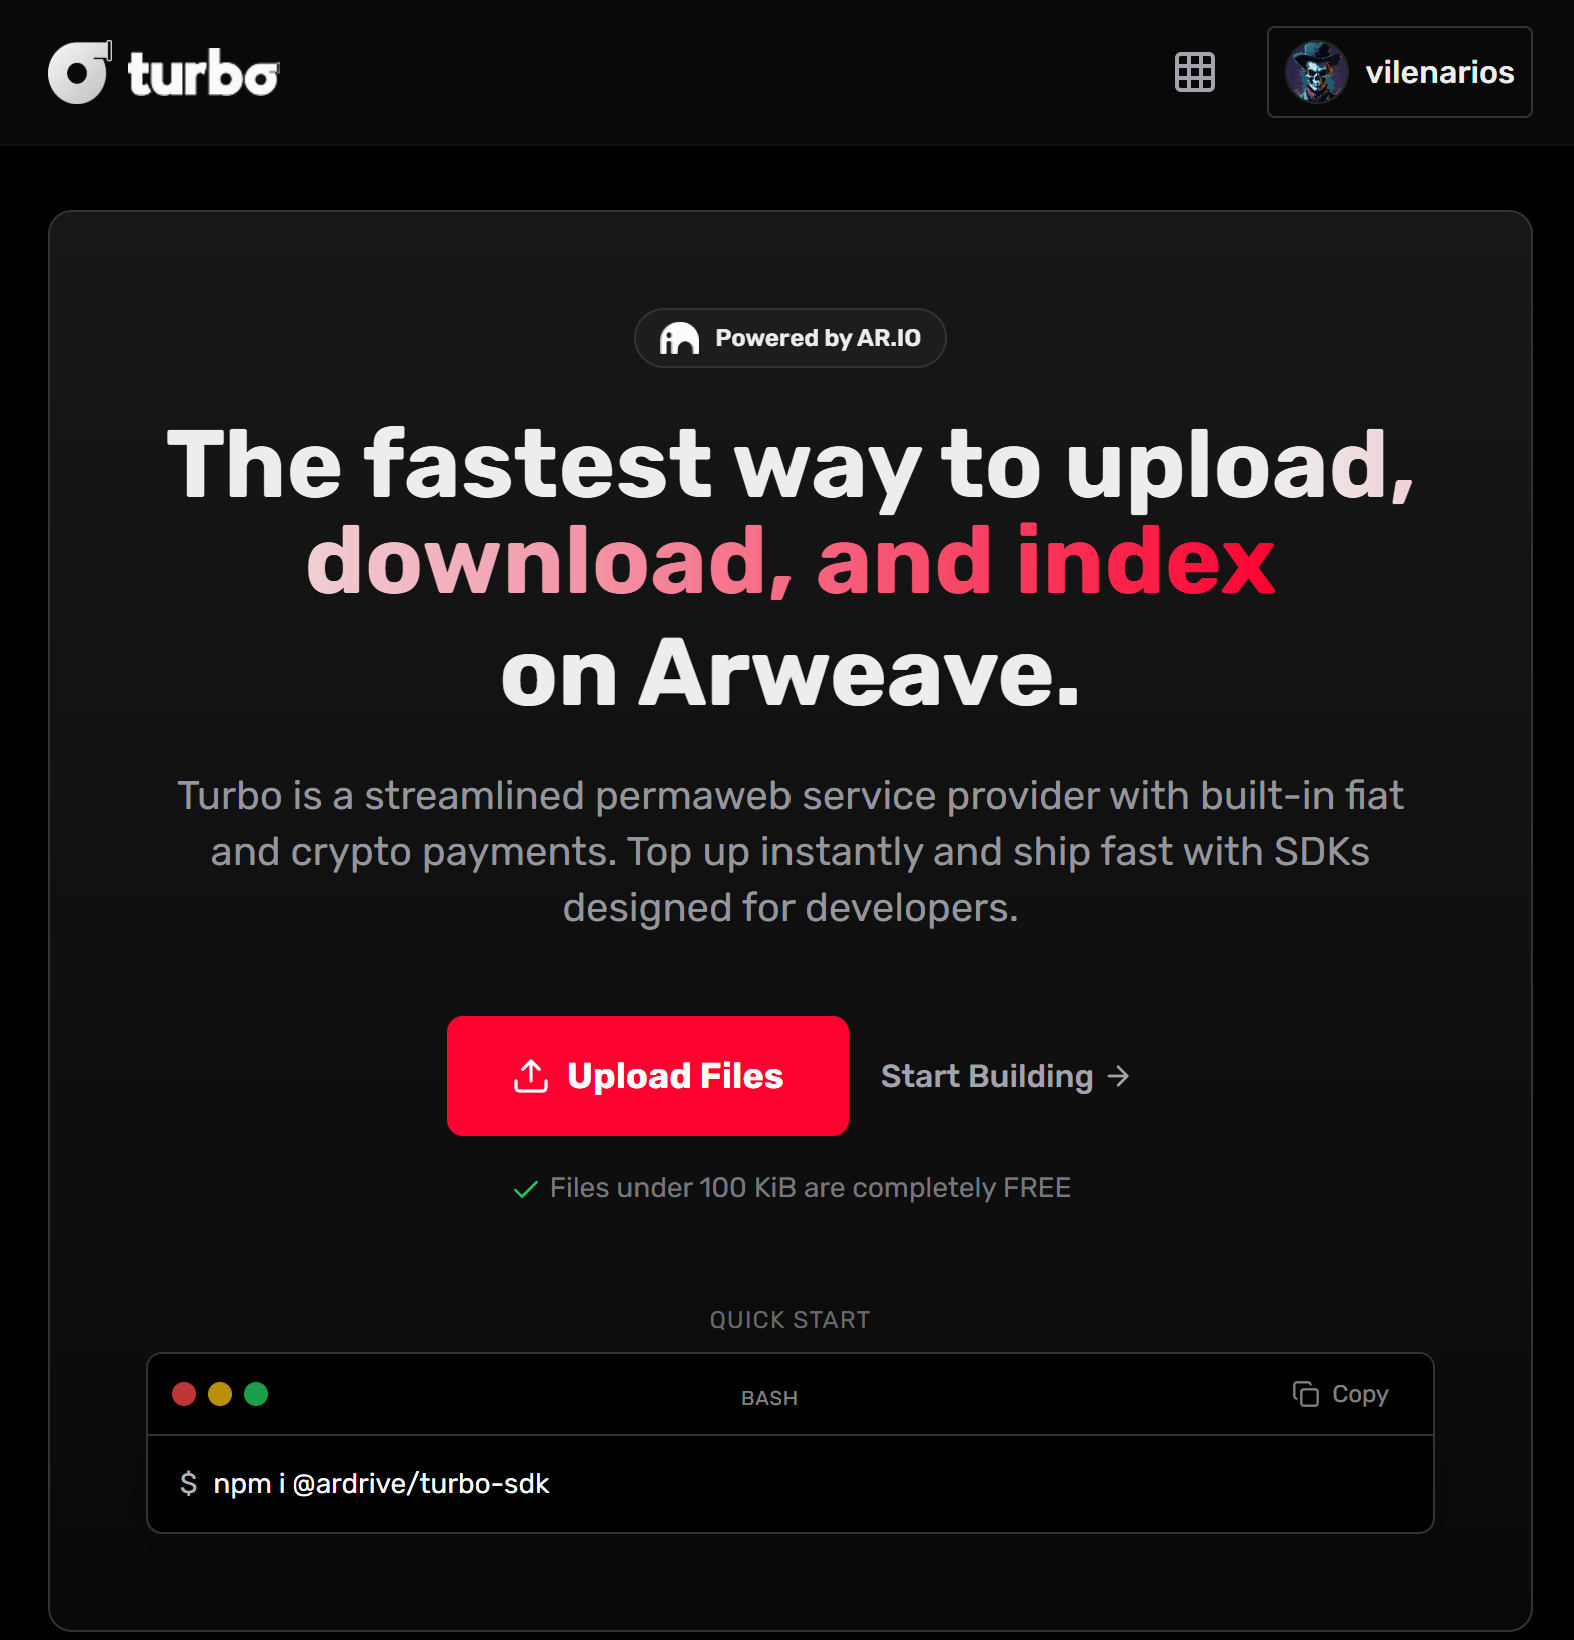 turbo
vilenarios
Powered by AR.IO
The fastest way to upload,
download, and index
on Arweave.
Turbo is a streamlined permaweb service provider with built-in fiat
and crypto payments. Top up instantly and ship fast with SDKs
designed for developers.
Upload Files
Start Building →
Files under 100 KiB are completely FREE
QUICK START
BASH
Copy
$ npm i @ardrive/turbo-sdk